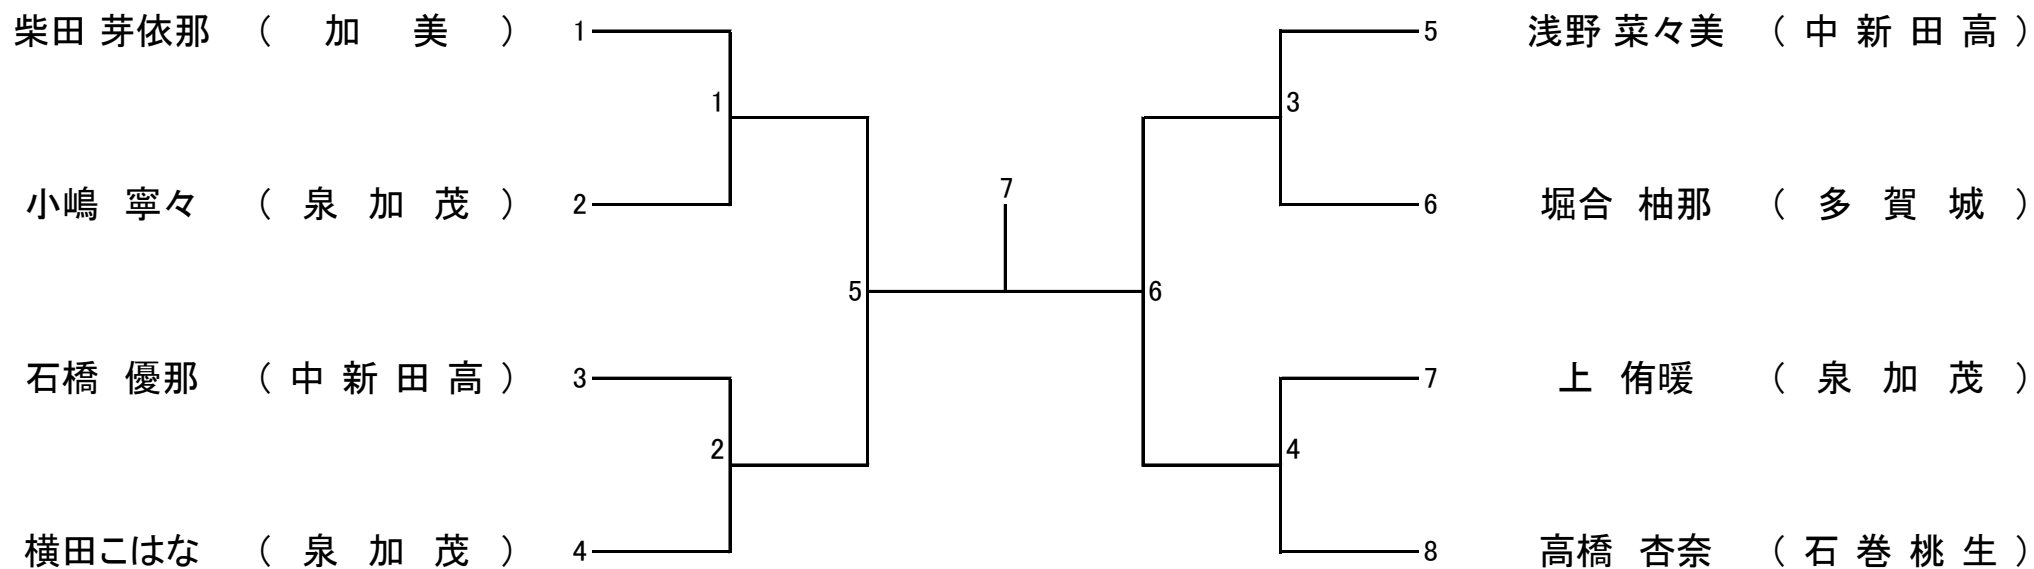 柴田 芽依那 （ 加 美 ） 1
1
小嶋 寧々 （ 泉 加 茂 ） 2
5
石橋 優那 （ 中 新 田 高 ） 3
2
横田こはな （ 泉 加 茂 ） 4
7
5 浅野 菜々美 （ 中 新 田 高 ）
3
6 堀合 柚那 （ 多 賀 城 ）
6
7 上 侑暖 （ 泉 加 茂 ）
4
8 高橋 杏奈 （ 石 巻 桃 生 ）